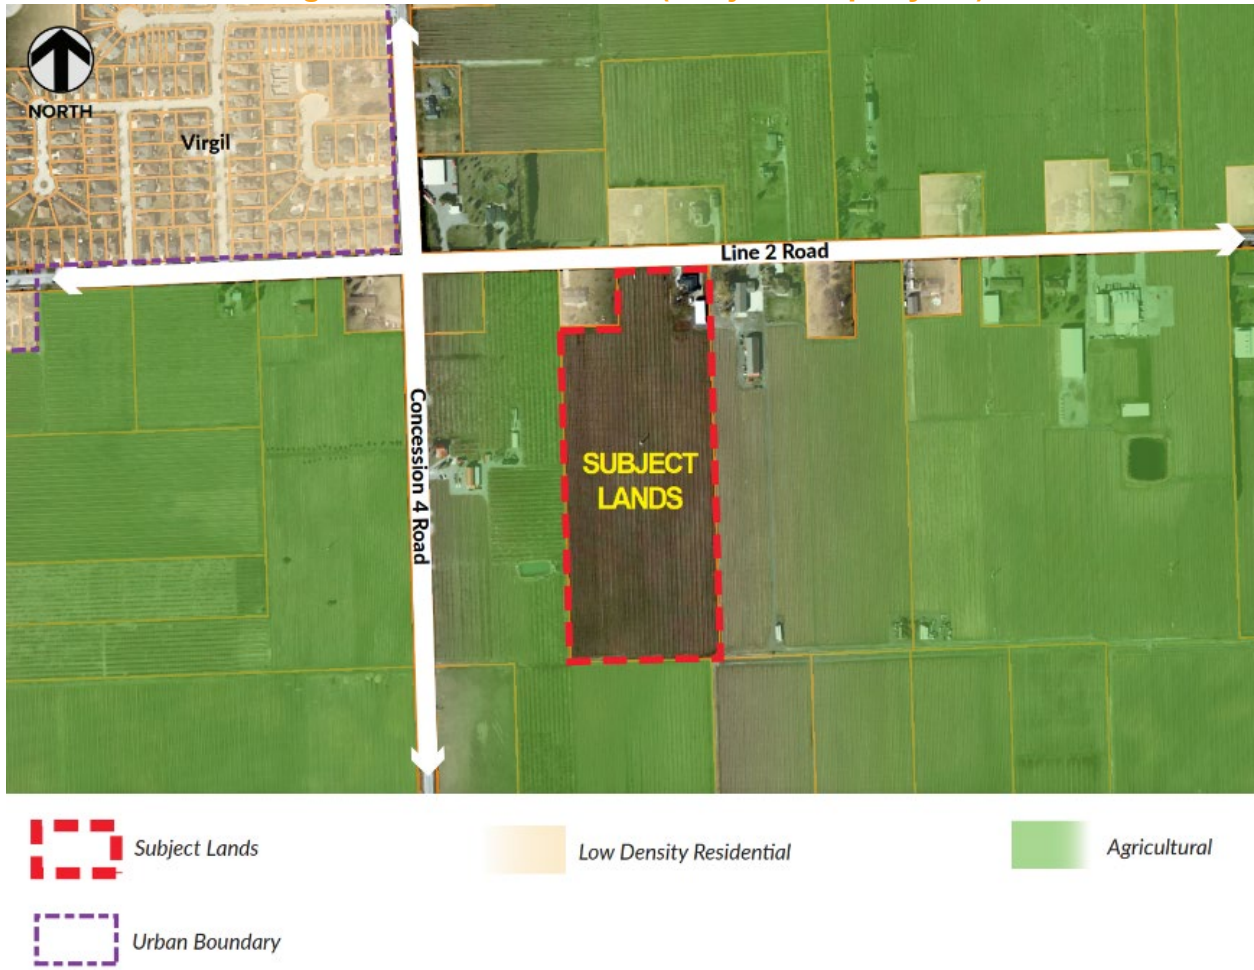 NORTH
Virgil
Line 2 Road
Concession 4 Road
SUBJECT
LANDS
Subject Lands
Low Density Residential
Agricultural
Urban Boundary